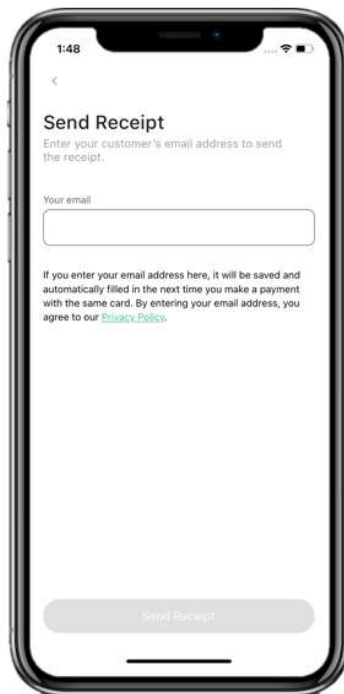 1:48
Send Receipt
Enter your customer's email address to send
the receipt.
Your email
If you enter your email address here, it will be saved and
automatically filled in the next time you make a payment
with the same card. By entering your email address, you
agree to our Privacy Policy.
Send Receipt